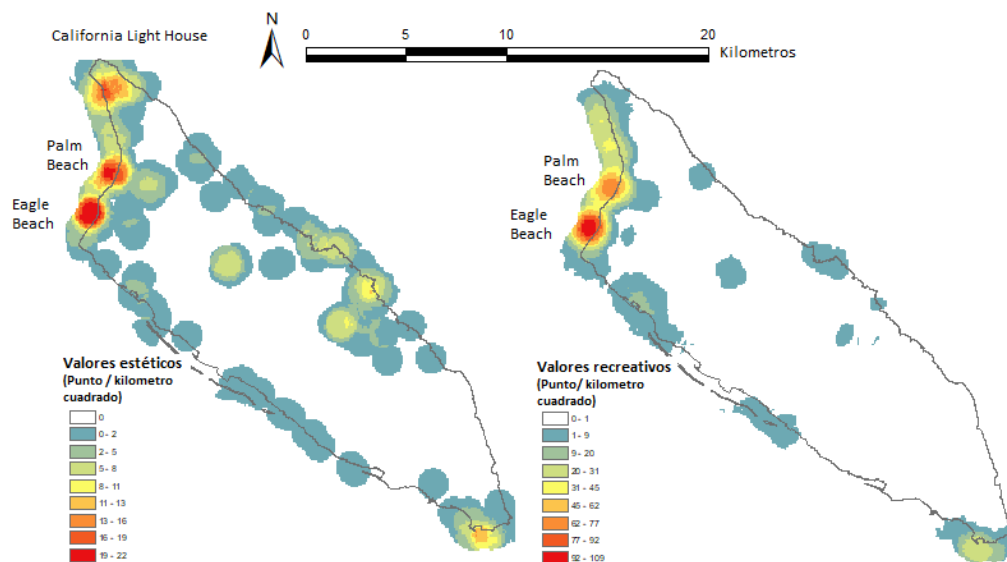 California Light House
N
0 5 10 20
Kilometros
Palm
Beach
Eagle
Beach
Palm
Beach
Eagle
Beach
Valores estéticos
(Punto / kilometro
cuadrado)
0
0 - 2
2 - 5
5 - 8
8 - 11
11 - 13
13 - 16
16 - 19
19 - 22
Valores recreativos
(Punto/ kilometro
cuadrado)
0 - 1
1 - 9
9 - 20
20 - 31
31 - 45
45 - 62
62 - 77
77 - 92
92 - 109